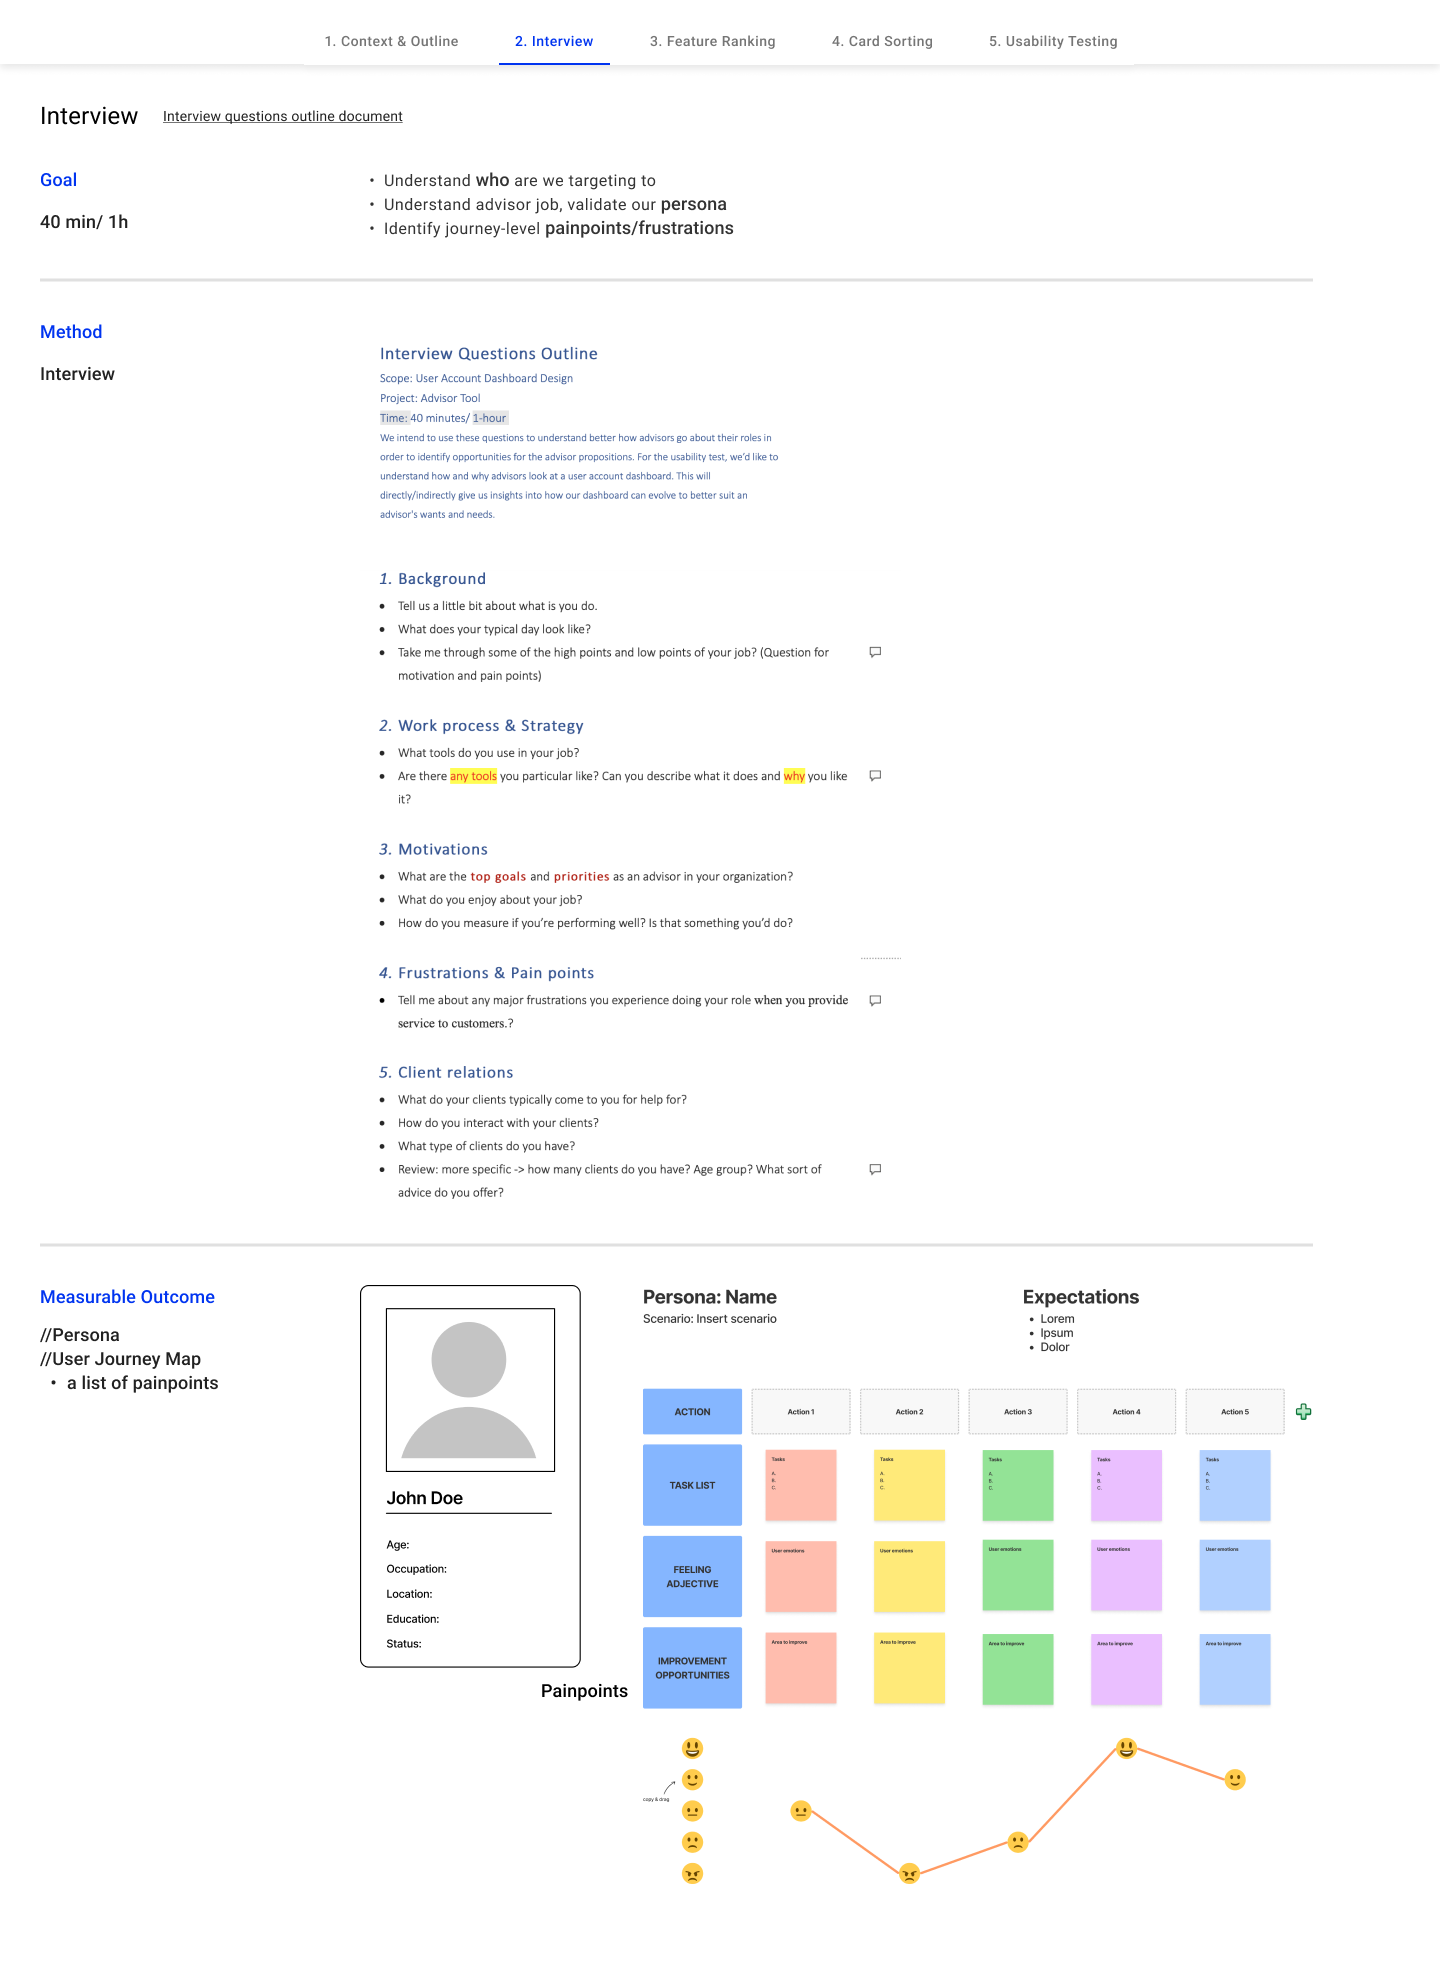 1. Context & Outline
2. Interview
3. Feature Ranking
4. Card Sorting
5. Usability Testing
Interview
Interview questions outline document
Goal
40 min/ 1h
• Understand who are we targeting to
• Understand advisor job, validate our persona
• Identify journey-level painpoints/frustrations
Method
Interview
Interview Questions Outline
Scope: User Account Dashboard Design
Project: Advisor Tool
Time: 40 minutes/ 1-hour
We intend to use these questions to understand better how advisors go about their roles in
order to identify opportunities for the advisor propositions. For the usability test, we'd like to
understand how and why advisors look at a user account dashboard. This will
directly/indirectly give us insights into how our dashboard can evolve to better suit an
advisor's wants and needs.
1. Background
• Tell us a little bit about what is you do.
• What does your typical day look like?
• Take me through some of the high points and low points of your job? (Question for
motivation and pain points)
2. Work process & Strategy
• What tools do you use in your job?
• Are there any tools you particular like? Can you describe what it does and why you like
it?
3. Motivations
• What are the top goals and priorities as an advisor in your organization?
• What do you enjoy about your job?
• How do you measure if you're performing well? Is that something you'd do?
4. Frustrations & Pain points
• Tell me about any major frustrations you experience doing your role when you provide
service to customers.?
5. Client relations
• What do your clients typically come to you for help for?
• How do you interact with your clients?
• What type of clients do you have?
• Review: more specific -> how many clients do you have? Age group? What sort of
advice do you offer?
Measurable Outcome
//Persona
//User Journey Map
• a list of painpoints
John Doe
Age:
Occupation:
Location:
Education:
Status:
Painpoints
Persona: Name
Scenario: Insert scenario
Expectations
• Lorem
• Ipsum
• Dolor
ACTION
Action 1
Action 2
Action 3
Action 4
Action 5
TASK LIST
Tasks
A.
B.
C.
Tasks
A.
B.
C.
Tasks
A.
B.
C.
Tasks
A.
B.
C.
Tasks
A.
B.
C.
FEELING
ADJECTIVE
User emotions
User emotions
User emotions
User emotions
User emotions
IMPROVEMENT
OPPORTUNITIES
Area to improve
Area to improve
Area to improve
Area to improve
Area to improve
copy & drag